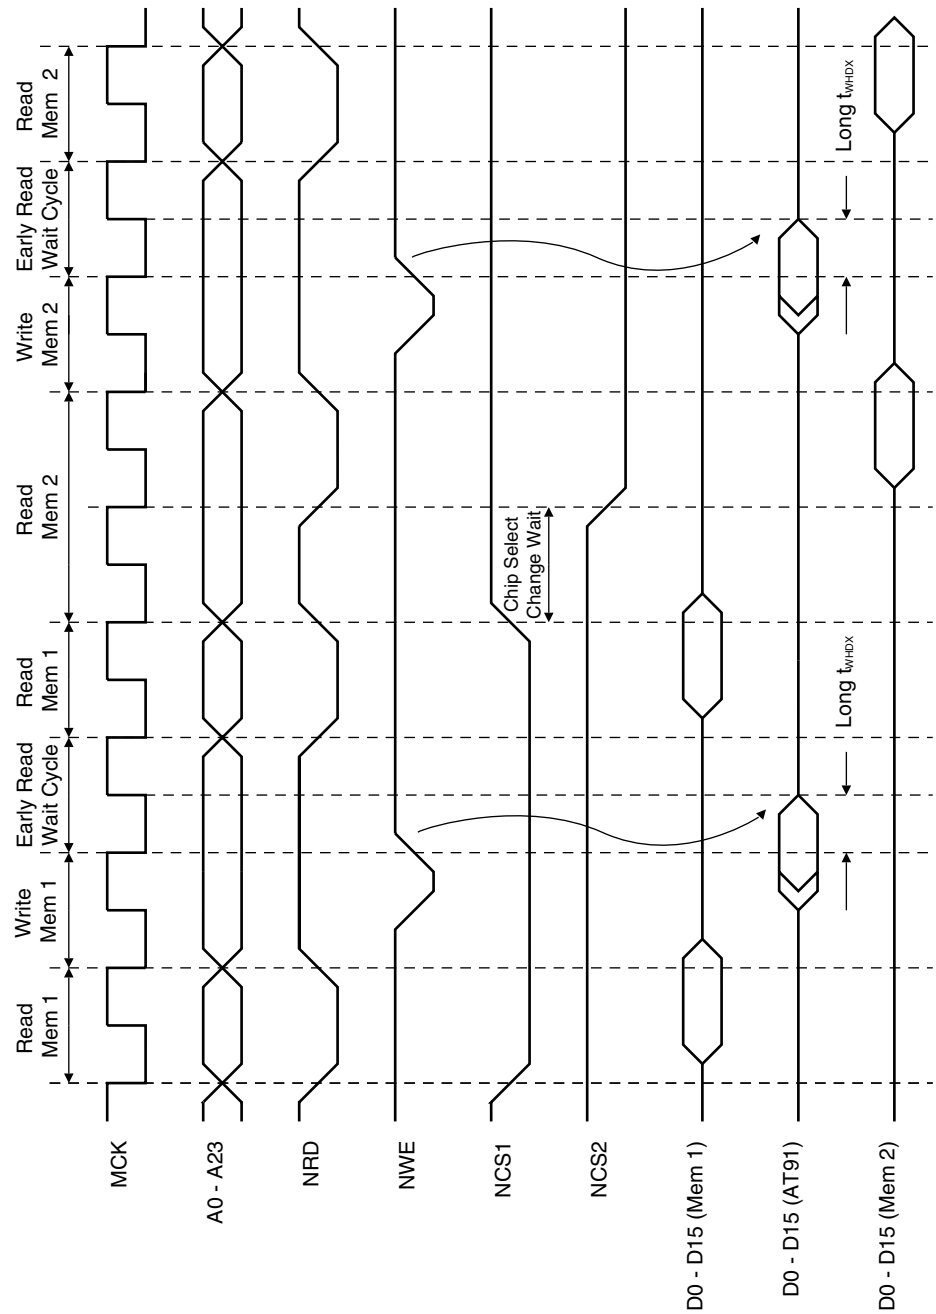 Read
Mem 1
Write
Mem 1
Early Read
Wait Cycle
Read
Mem 1
Read
Mem 2
Write
Mem 2
Early Read
Wait Cycle
Read
Mem 2
MCK
A0 - A23
NRD
NWE
NCS1
Chip Select
Change Wait
NCS2
D0 - D15 (Mem 1)
D0 - D15 (AT91)
Long tWHDX
Long tWHDX
D0 - D15 (Mem 2)